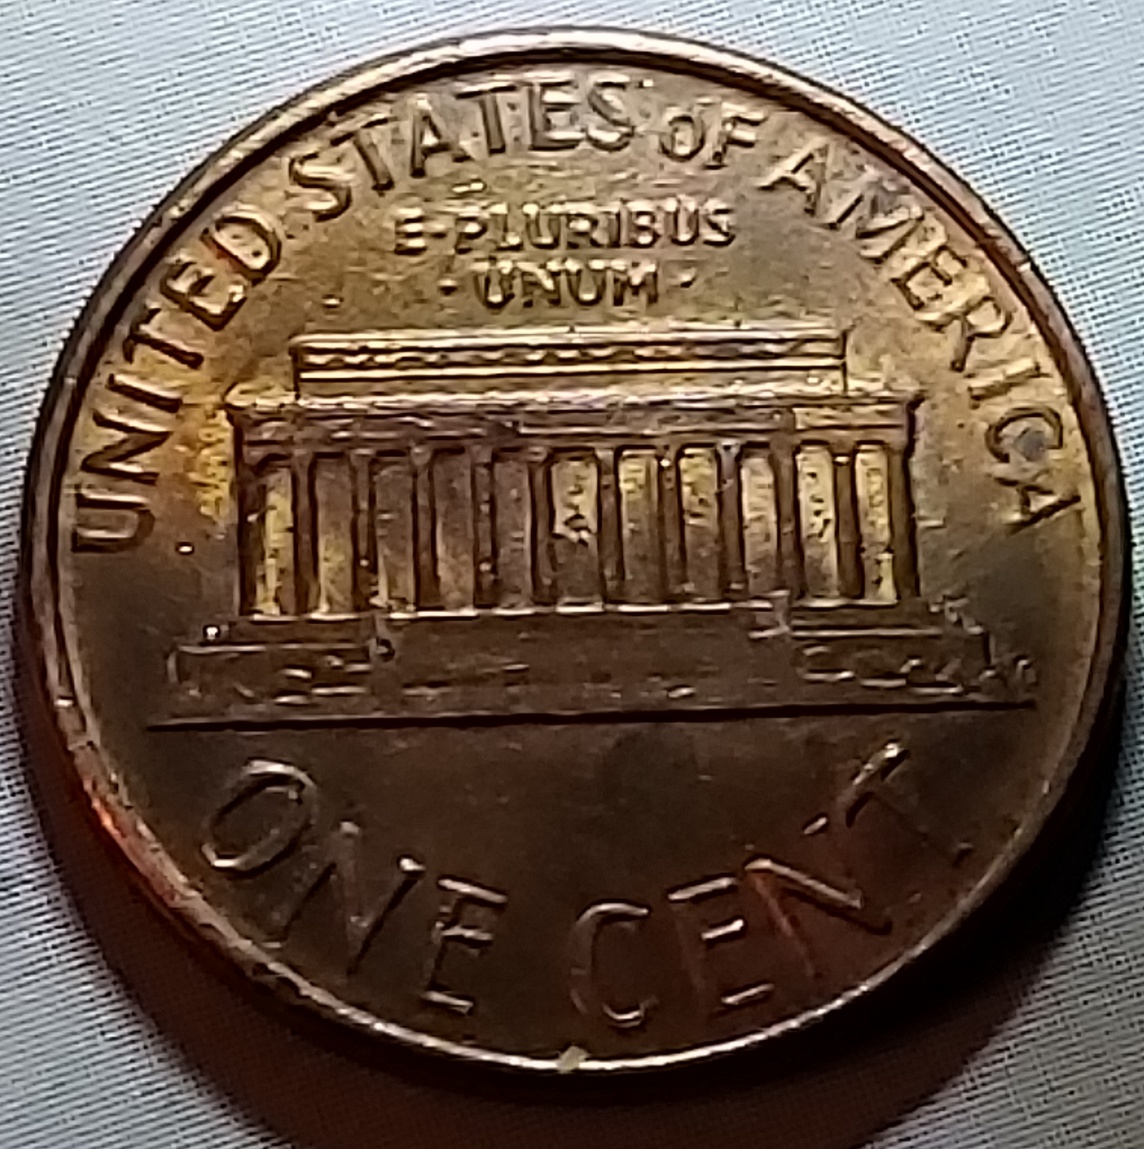 UNITED STATES OF AMERICA
E·PLURIBUS
·UNUM·
ONE CENT